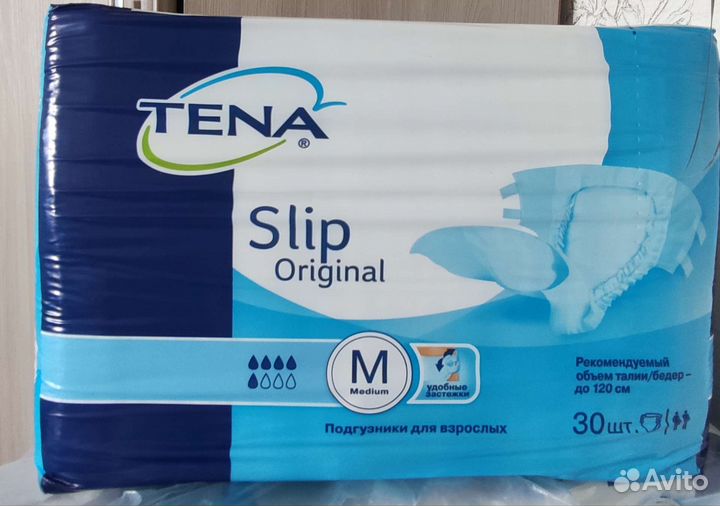 TENA®
Slip
Original
M
Medium
удобные
застежки
Рекомендуемый
объем талии/бедер –
до 120 см
Подгузники для взрослых
30 шт.
Avito